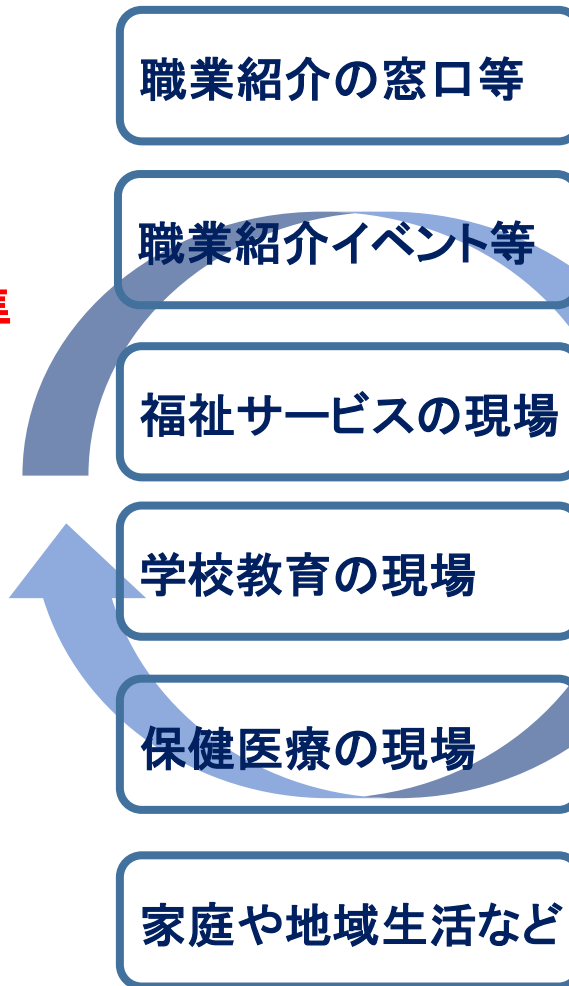 職業紹介の窓口等
職業紹介イベント等
福祉サービスの現場
学校教育の現場
保健医療の現場
家庭や地域生活など